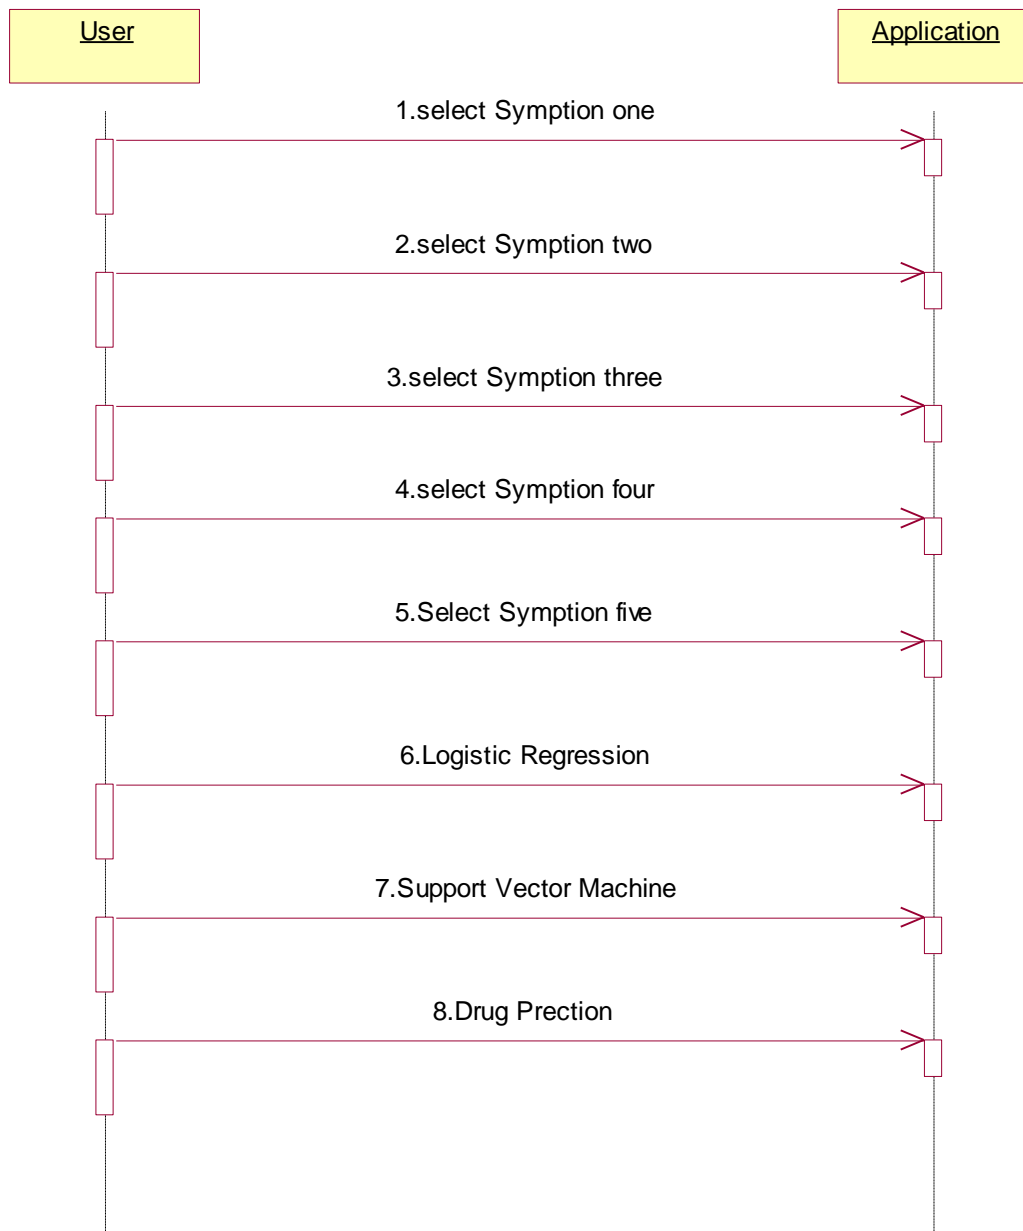 User
Application
1.select Symption one
2.select Symption two
3.select Symption three
4.select Symption four
5.Select Symption five
6.Logistic Regression
7.Support Vector Machine
8.Drug Prection